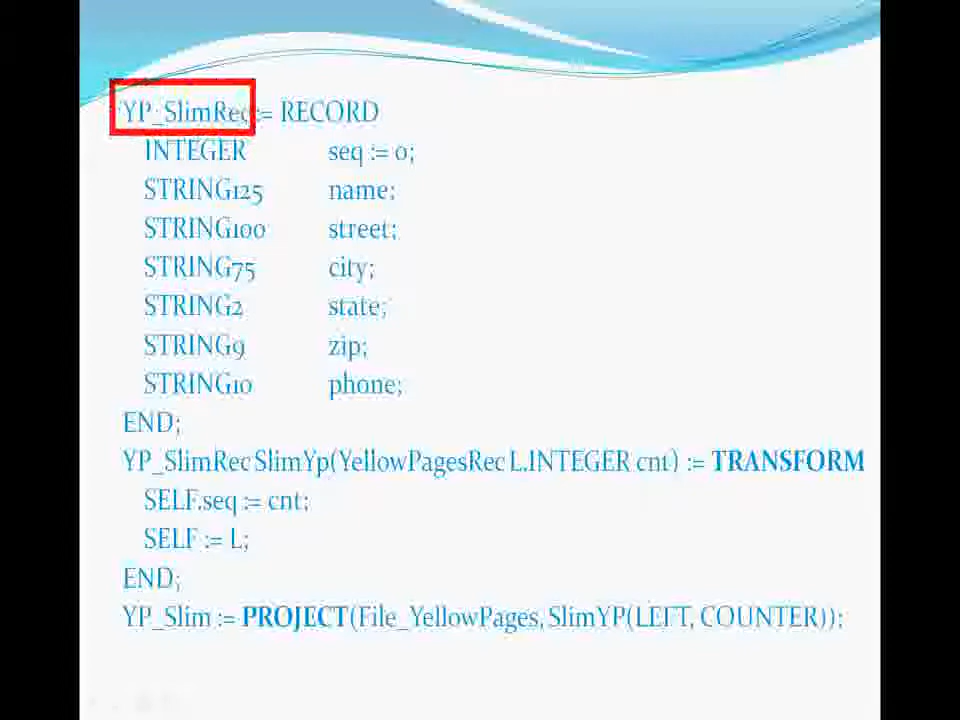 YP_SlimRec := RECORD
INTEGER seq := 0;
STRING125 name;
STRING100 street;
STRING75 city;
STRING2 state;
STRING9 zip;
STRING10 phone;
END;
YP_SlimRec SlimYp(YellowPagesRec L.INTEGER cnt) := TRANSFORM
SELF.seq := cnt;
SELF := L;
END;
YP_Slim := PROJECT(File_YellowPages,SlimYP(LEFT, COUNTER));